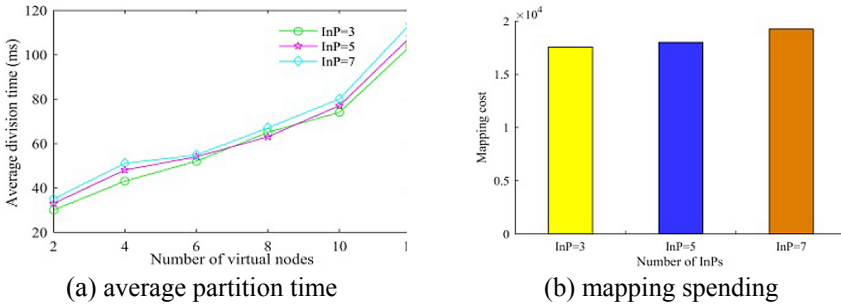 120
100
80
60
40
20
Average division time (ms)
InP=3
InP=5
InP=7
2 4 6 8 10 1
Number of virtual nodes
(a) average partition time
×10⁴
2
1.5
1
0.5
0
Mapping cost
InP=3 InP=5 InP=7
Number of InPs
(b) mapping spending